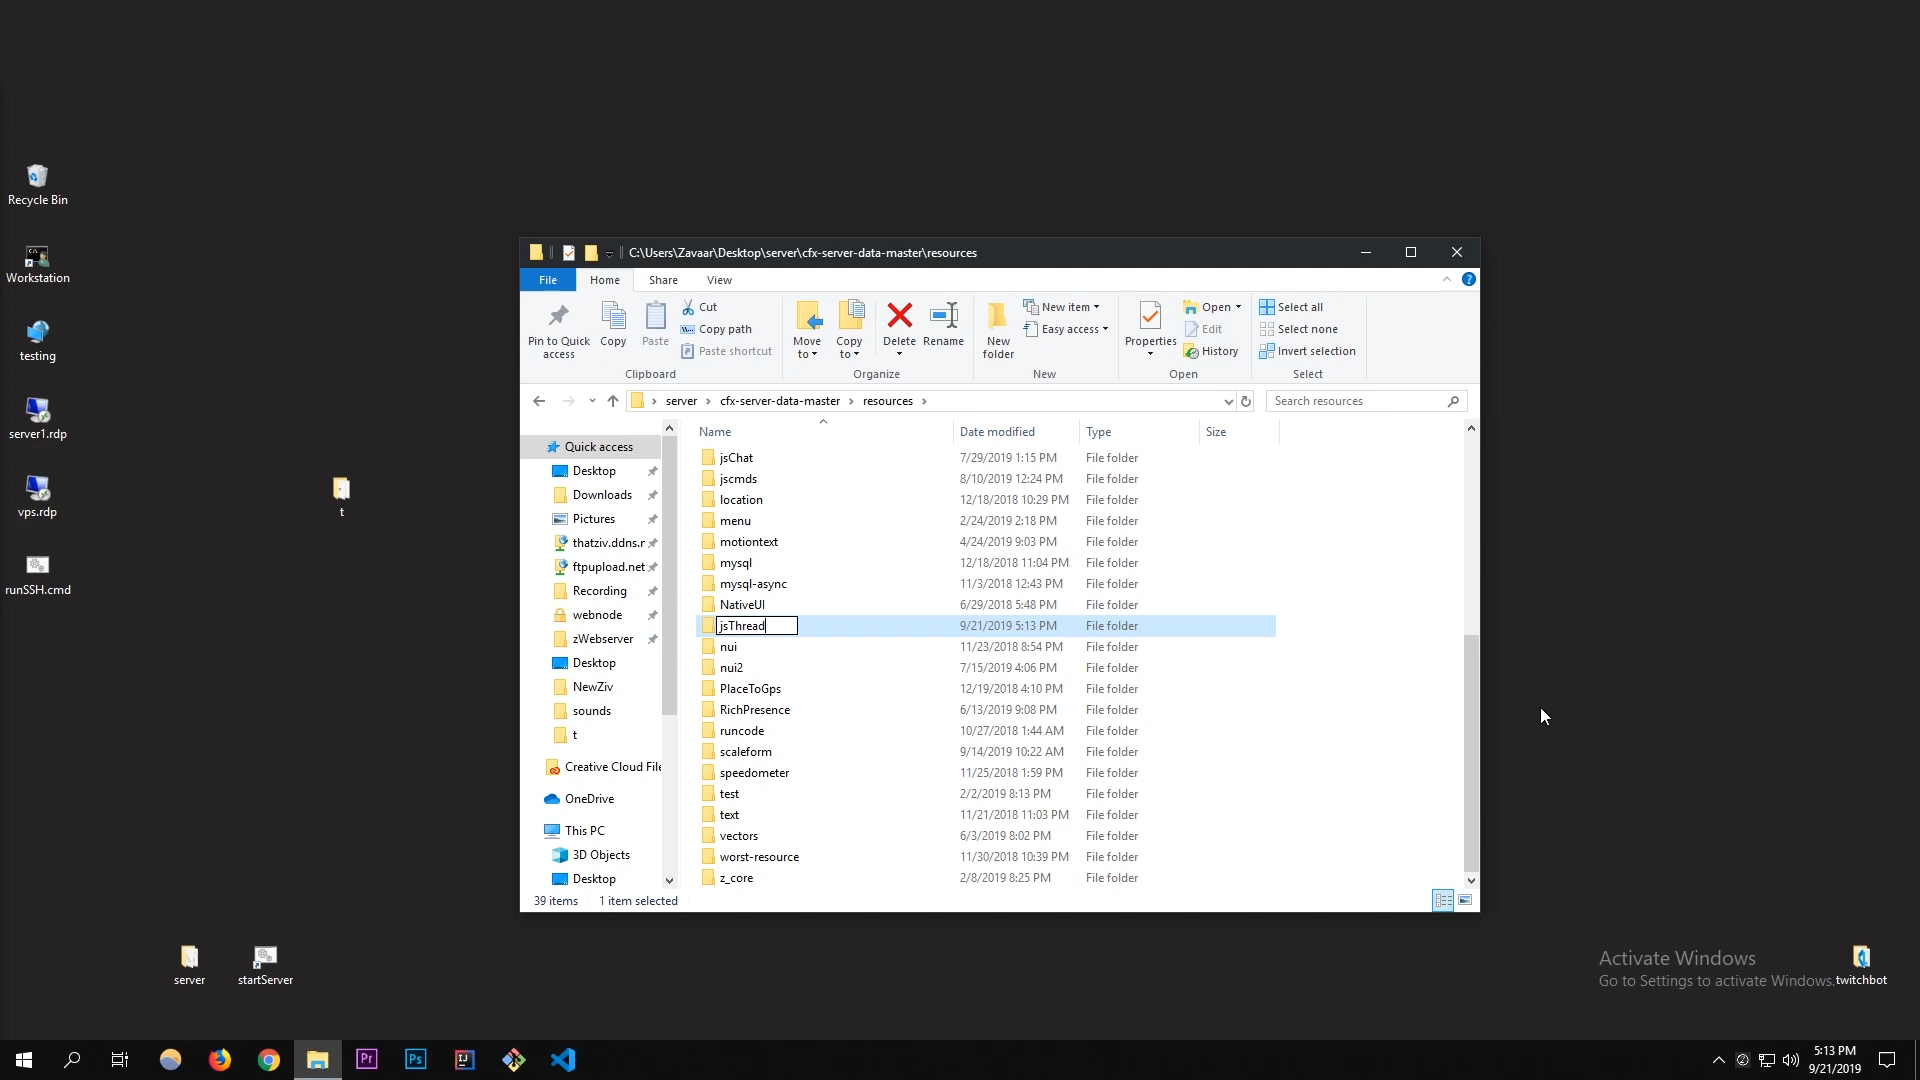 Recycle Bin
Workstation
testing
server1.rdp
vps.rdp
runSSH.cmd
t
server
startServer
C:\Users\Zavaar\Desktop\server\cfx-server-data-master\resources
File Home Share View
Pin to Quick access
Copy
Paste
Cut
Copy path
Paste shortcut
Clipboard
Move to
Copy to
Delete
Rename
Organize
New folder
New item
Easy access
New
Properties
Open
Edit
History
Open
Select all
Select none
Invert selection
Select
server cfx-server-data-master resources
Search resources
Quick access
Desktop
Downloads
Pictures
thatziv.ddns.r
ftpupload.net
Recording
webnode
zWebserver
Desktop
NewZiv
sounds
t
Creative Cloud File
OneDrive
This PC
3D Objects
Desktop
Name Date modified Type Size
jsChat 7/29/2019 1:15 PM File folder
jscmds 8/10/2019 12:24 PM File folder
location 12/18/2018 10:29 PM File folder
menu 2/24/2019 2:18 PM File folder
motiontext 4/24/2019 9:03 PM File folder
mysql 12/18/2018 11:04 PM File folder
mysql-async 11/3/2018 12:43 PM File folder
NativeUI 6/29/2018 5:48 PM File folder
jsThread 9/21/2019 5:13 PM File folder
nui 11/23/2018 8:54 PM File folder
nui2 7/15/2019 4:06 PM File folder
PlaceToGps 12/19/2018 4:10 PM File folder
RichPresence 6/13/2019 9:08 PM File folder
runcode 10/27/2018 1:44 AM File folder
scaleform 9/14/2019 10:22 AM File folder
speedometer 11/25/2018 1:59 PM File folder
test 2/2/2019 8:13 PM File folder
text 11/21/2018 11:03 PM File folder
vectors 6/3/2019 8:02 PM File folder
worst-resource 11/30/2018 10:39 PM File folder
z_core 2/8/2019 8:25 PM File folder
39 items 1 item selected
Activate Windows
Go to Settings to activate Windows.
twitchbot
Pr
Ps
IJ
5:13 PM
9/21/2019